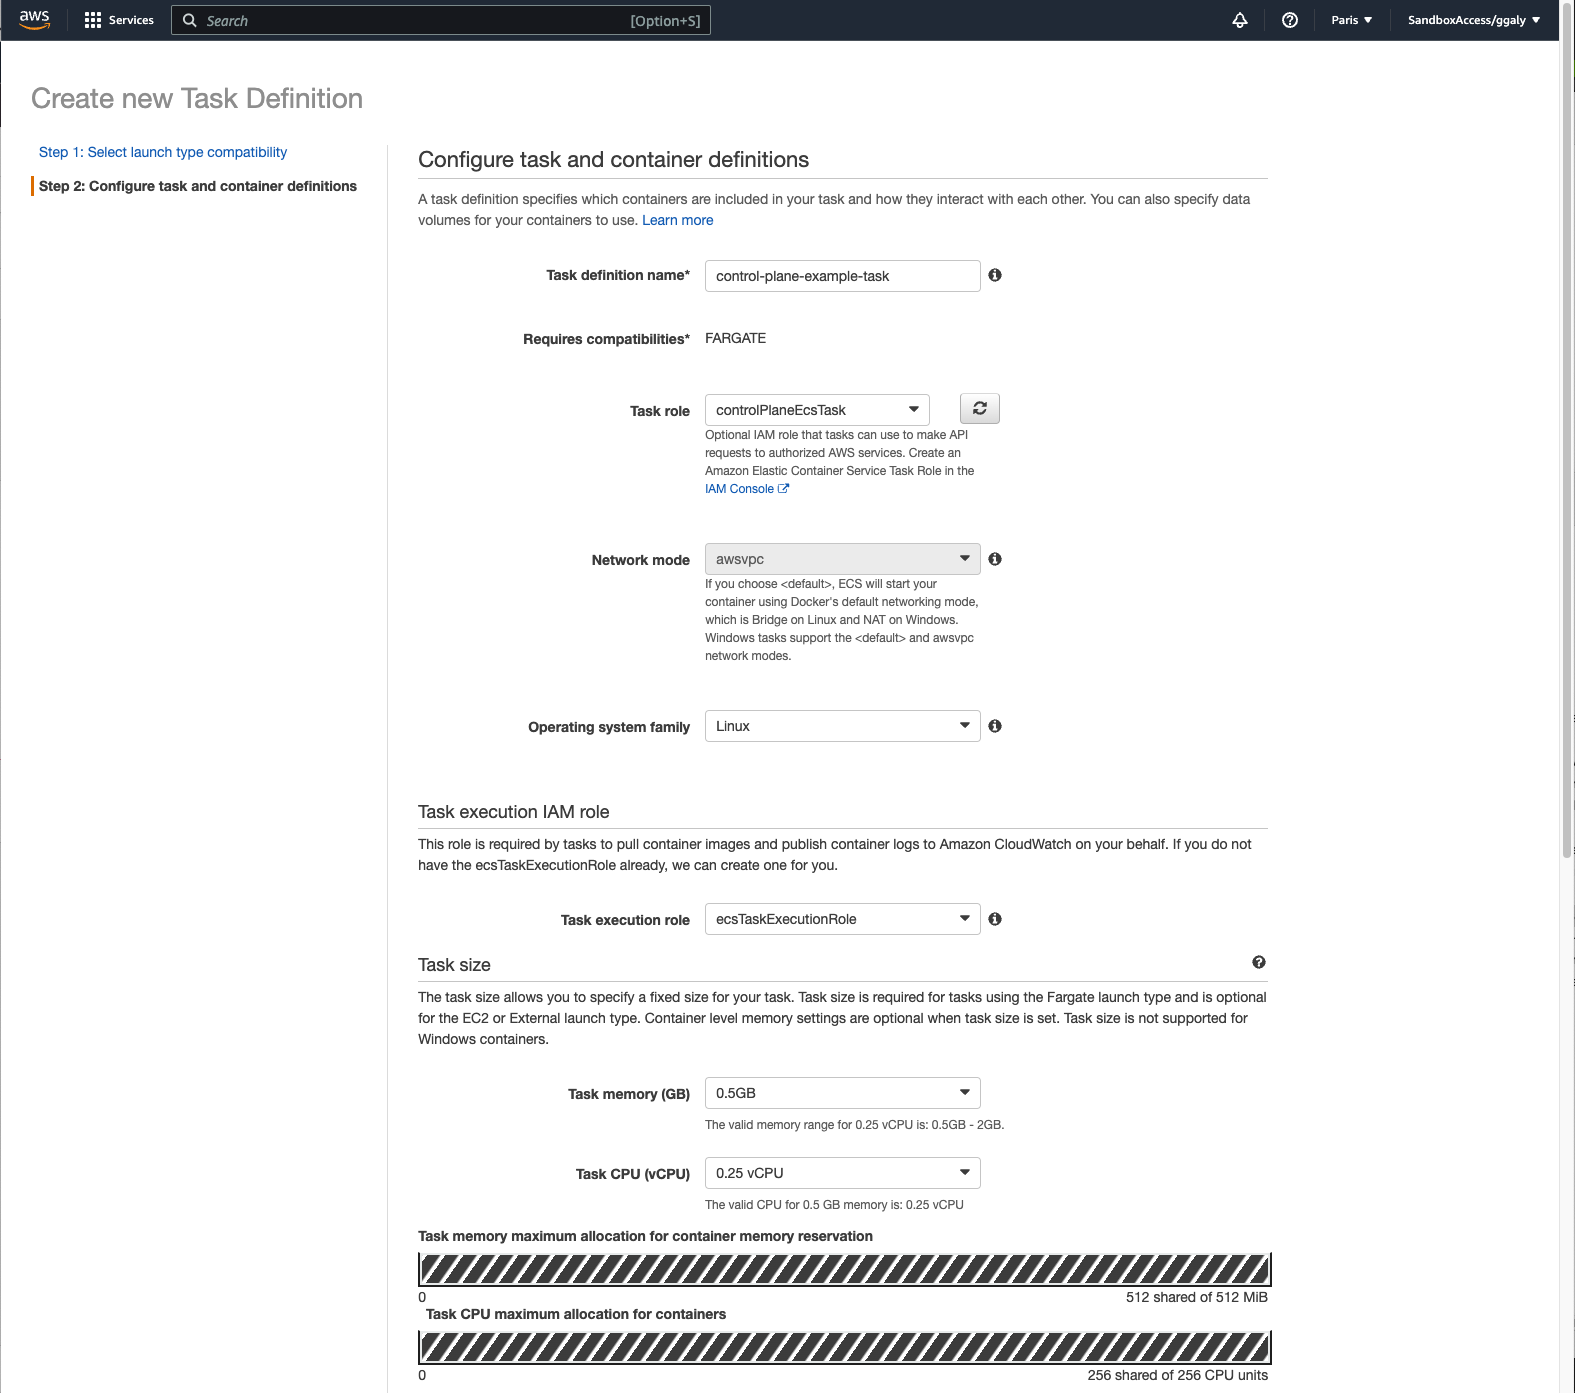 aws
Services
Search
[Option+S]
Paris
SandboxAccess/ggaly
Create new Task Definition
Step 1: Select launch type compatibility
Step 2: Configure task and container definitions
Configure task and container definitions
A task definition specifies which containers are included in your task and how they interact with each other. You can also specify data
volumes for your containers to use. Learn more
Task definition name*
control-plane-example-task
Requires compatibilities*
FARGATE
Task role
controlPlaneEcsTask
Optional IAM role that tasks can use to make API
requests to authorized AWS services. Create an
Amazon Elastic Container Service Task Role in the
IAM Console
Network mode
awsvpc
If you choose <default>, ECS will start your
container using Docker's default networking mode,
which is Bridge on Linux and NAT on Windows.
Windows tasks support the <default> and awsvpc
network modes.
Operating system family
Linux
Task execution IAM role
This role is required by tasks to pull container images and publish container logs to Amazon CloudWatch on your behalf. If you do not
have the ecsTaskExecutionRole already, we can create one for you.
Task execution role
ecsTaskExecutionRole
Task size
The task size allows you to specify a fixed size for your task. Task size is required for tasks using the Fargate launch type and is optional
for the EC2 or External launch type. Container level memory settings are optional when task size is set. Task size is not supported for
Windows containers.
Task memory (GB)
0.5GB
The valid memory range for 0.25 vCPU is: 0.5GB - 2GB.
Task CPU (vCPU)
0.25 vCPU
The valid CPU for 0.5 GB memory is: 0.25 vCPU
Task memory maximum allocation for container memory reservation
0
512 shared of 512 MiB
Task CPU maximum allocation for containers
0
256 shared of 256 CPU units